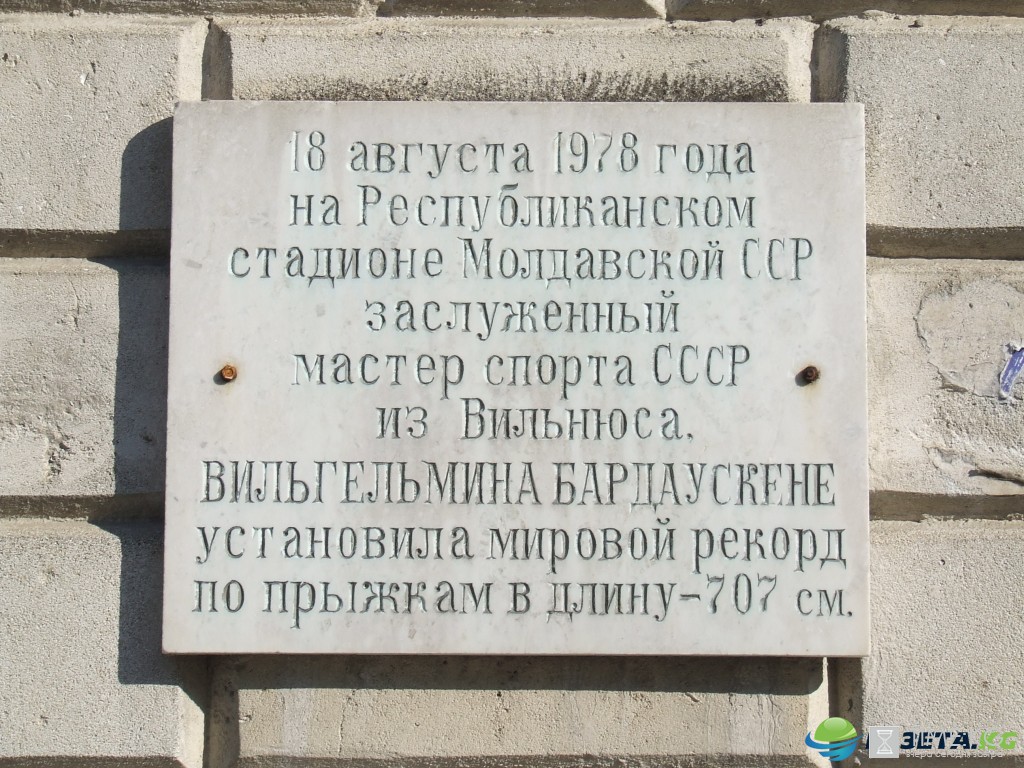 18 августа 1978 года
на Республиканском
стадионе Молдавской ССР
заслуженный
мастер спорта СССР
из Вильнюса.
ВИЛЬГЕЛЬМИНА БАРДАУСКЕНЕ
установила мировой рекорд
по прыжкам в длину–707 см.